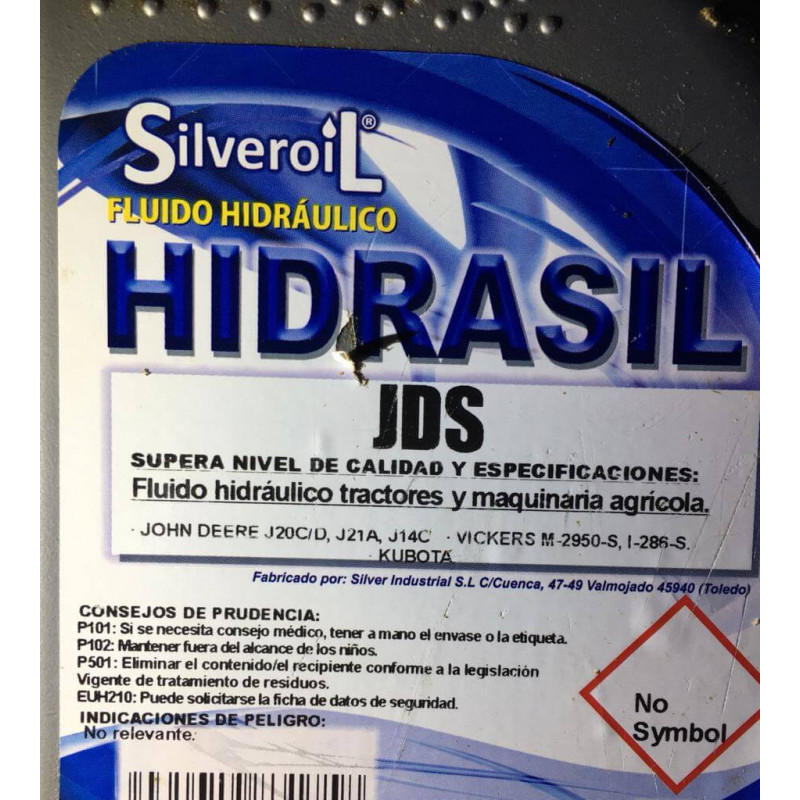 Silveroil®
FLUIDO HIDRÁULICO
HIDRASIL
JDS
SUPERA NIVEL DE CALIDAD Y ESPECIFICACIONES:
Fluido hidráulico tractores y maquinaria agrícola.
· JOHN DEERE J20C/D, J21A, J14C · VICKERS M-2950-S, I-286-S.
· KUBOTA
Fabricado por: Silver Industrial S.L C/Cuenca, 47-49 Valmojado 45940 (Toledo)
CONSEJOS DE PRUDENCIA:
P101: Si se necesita consejo médico, tener a mano el envase o la etiqueta.
P102: Mantener fuera del alcance de los niños.
P501: Eliminar el contenido/el recipiente conforme a la legislación
Vigente de tratamiento de residuos.
EUH210: Puede solicitarse la ficha de datos de seguridad.
INDICACIONES DE PELIGRO:
No relevante.
No
Symbol